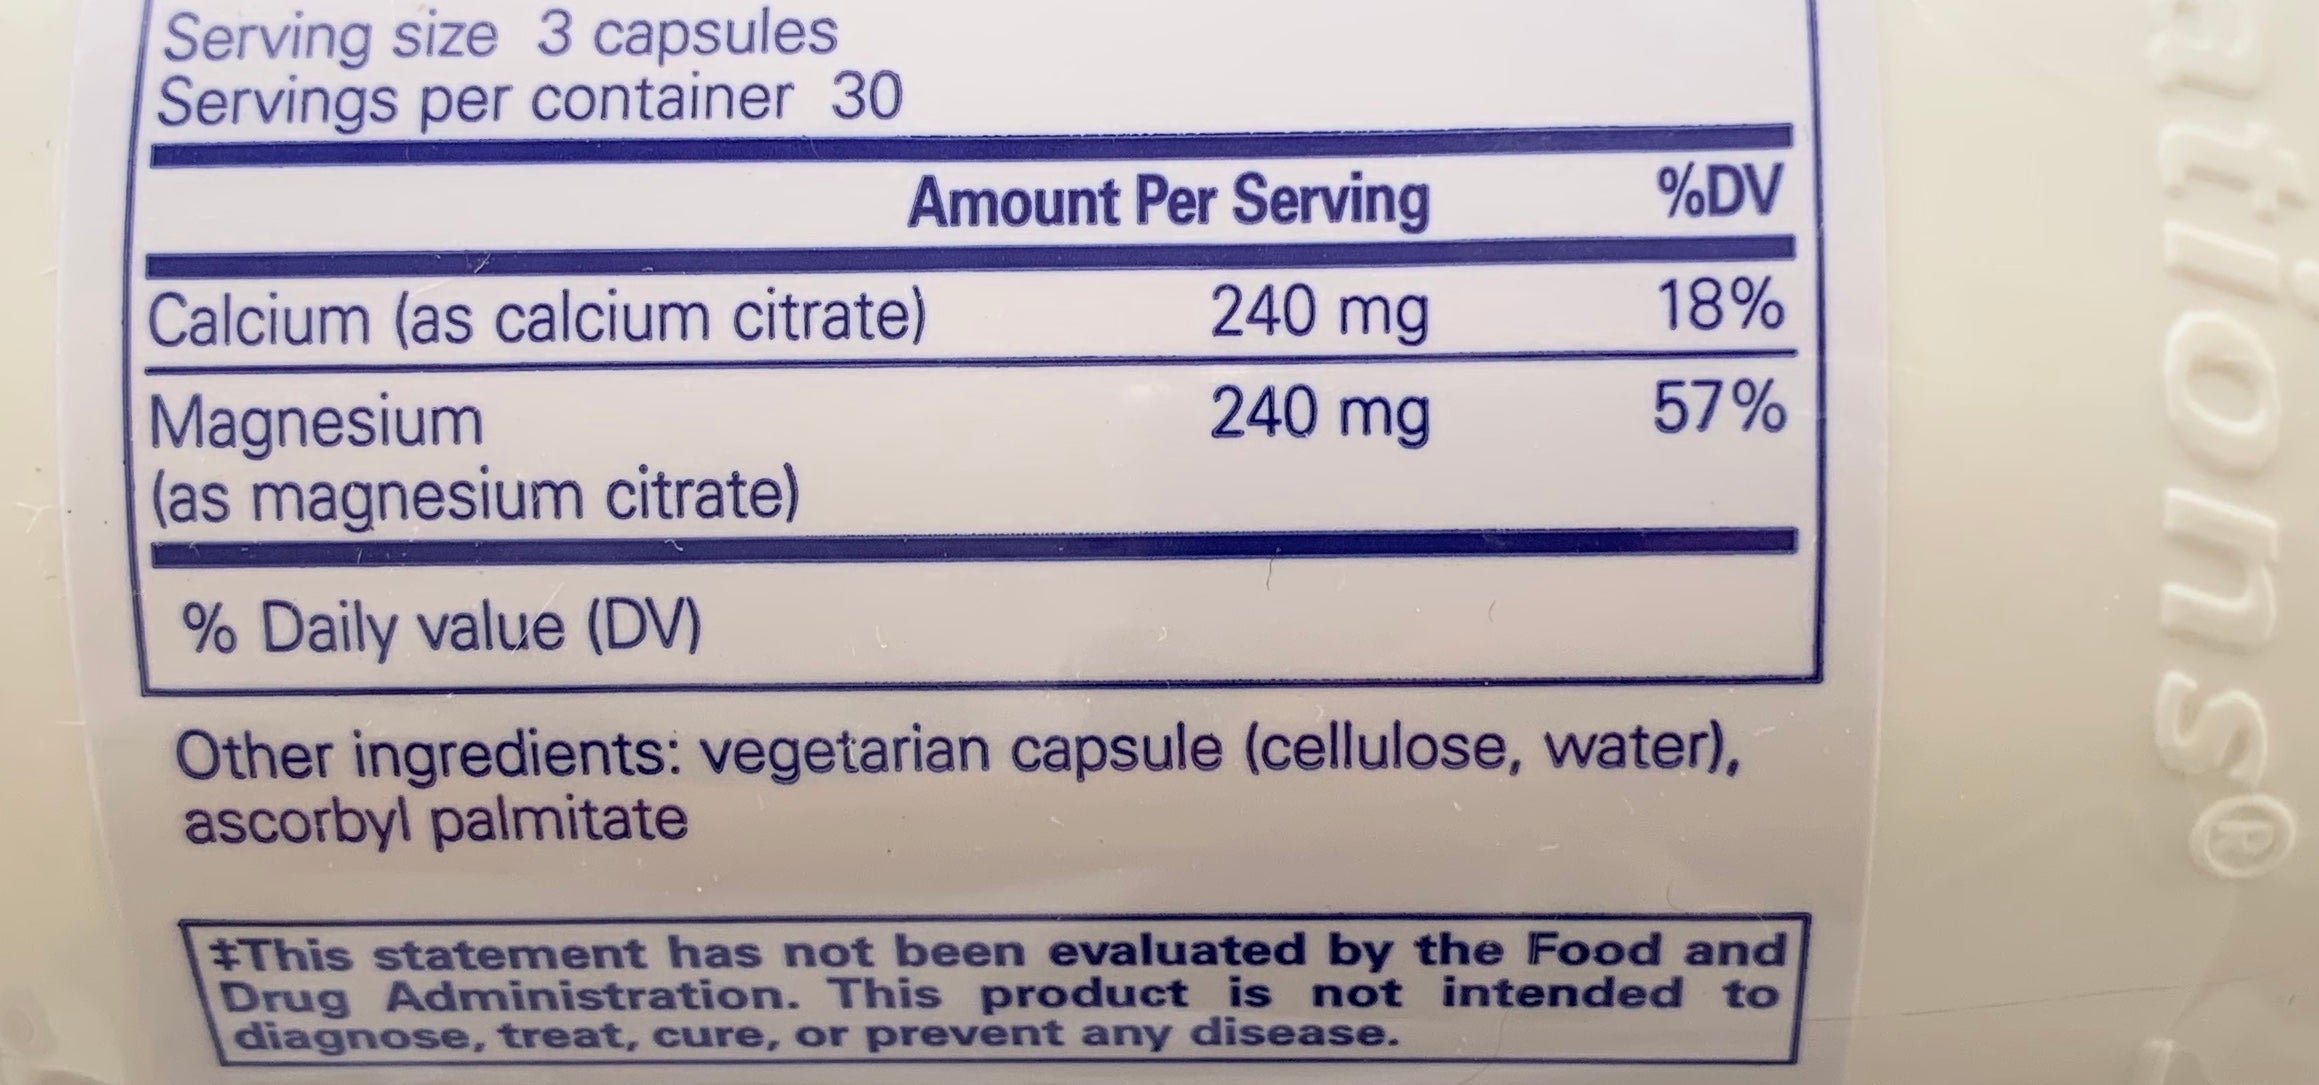 Serving size 3 capsules
Servings per container 30
Amount Per Serving %DV
Calcium (as calcium citrate) 240 mg 18%
Magnesium 240 mg 57%
(as magnesium citrate)
% Daily value (DV)
Other ingredients: vegetarian capsule (cellulose, water),
ascorbyl palmitate
‡This statement has not been evaluated by the Food and
Drug Administration. This product is not intended to
diagnose, treat, cure, or prevent any disease.
ations®